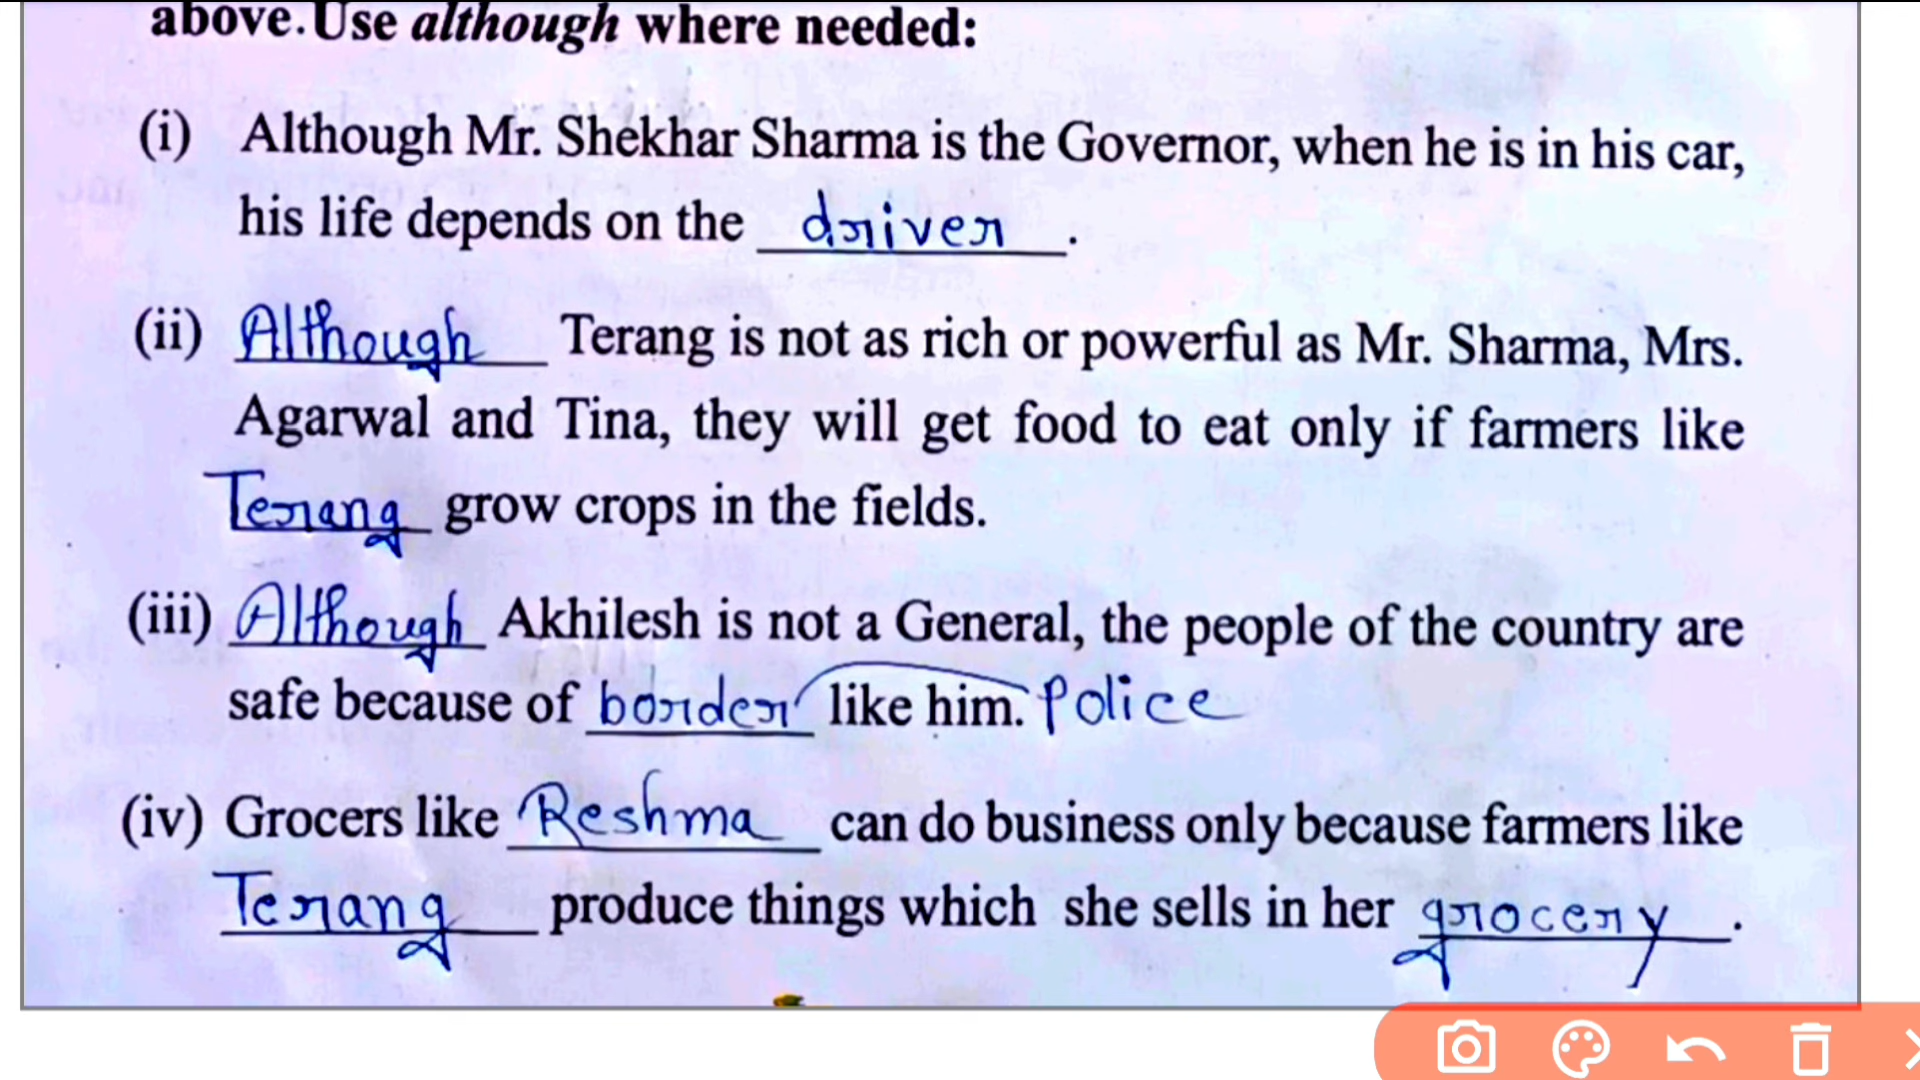 above. Use although where needed:
(i) Although Mr. Shekhar Sharma is the Governor, when he is in his car,
his life depends on the driver.
(ii) Although Terang is not as rich or powerful as Mr. Sharma, Mrs.
Agarwal and Tina, they will get food to eat only if farmers like
Terang grow crops in the fields.
(iii) Although Akhilesh is not a General, the people of the country are
safe because of border like him. Police
(iv) Grocers like Reshma can do business only because farmers like
Terang produce things which she sells in her grocery.